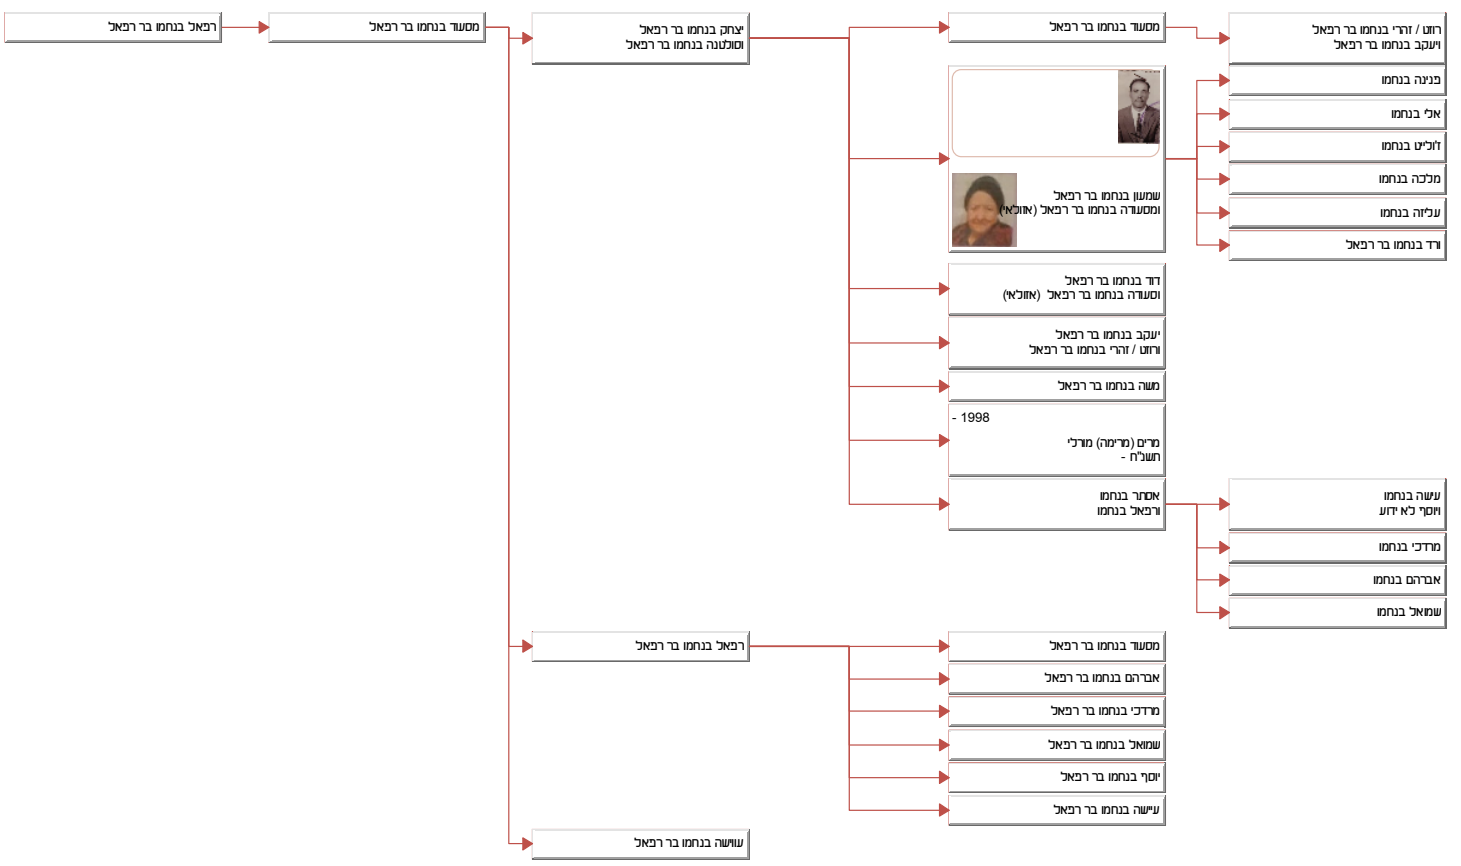 רפאל בנחמו בר רפאל
מסעוד בנחמו בר רפאל
יצחק בנחמו בר רפאל
וסולטנה בנחמו בר רפאל
מסעוד בנחמו בר רפאל
רוזט / זהרי בנחמו בר רפאל
ויעקב בנחמו בר רפאל
שמעון בנחמו בר רפאל
ומסעודה בנחמו בר רפאל (אזולאי)
פנינה בנחמו
אלי בנחמו
ז'ולייט בנחמו
מלכה בנחמו
עליזה בנחמו
ורד בנחמו בר רפאל
דוד בנחמו בר רפאל
וסעודה בנחמו בר רפאל (אזולאי)
יעקב בנחמו בר רפאל
ורוזט / זהרי בנחמו בר רפאל
משה בנחמו בר רפאל
- 1998
מרים (מרימה) מורלי
תשנ"ח -
אסתר בנחמו
ורפאל בנחמו
עישה בנחמו
ויוסף לא ידוע
מרדכי בנחמו
אברהם בנחמו
שמואל בנחמו
רפאל בנחמו בר רפאל
מסעוד בנחמו בר רפאל
אברהם בנחמו בר רפאל
מרדכי בנחמו בר רפאל
שמואל בנחמו בר רפאל
יוסף בנחמו בר רפאל
עישה בנחמו בר רפאל
עווישה בנחמו בר רפאל